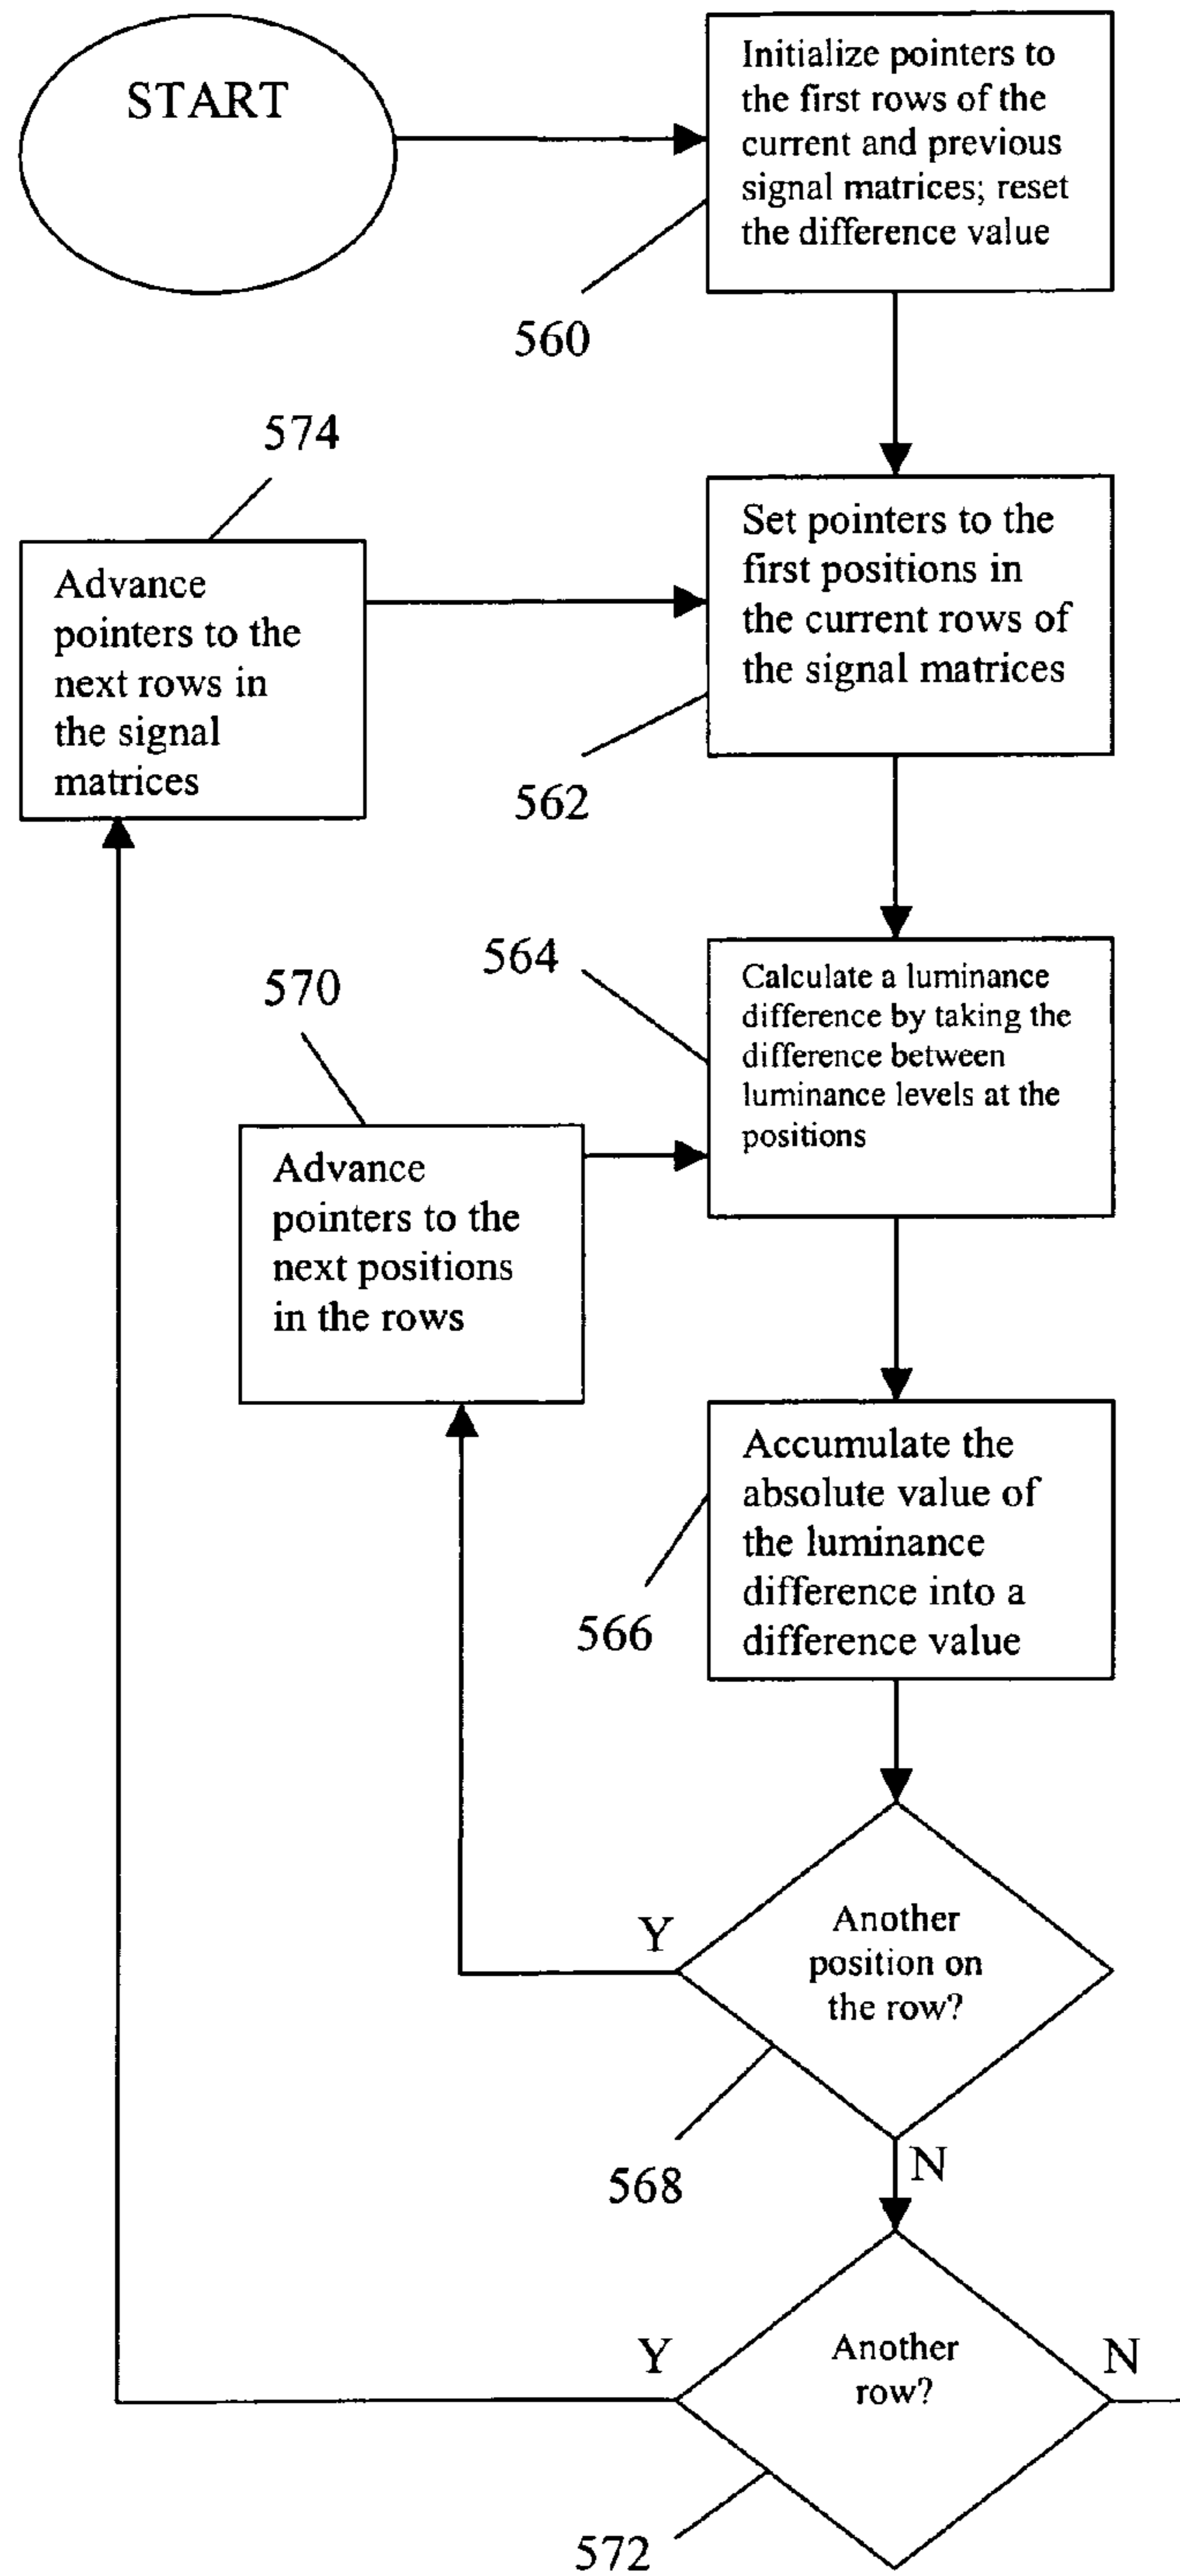 START
Initialize pointers to
the first rows of the
current and previous
signal matrices; reset
the difference value
560
574
Advance
pointers to the
next rows in
the signal
matrices
Set pointers to the
first positions in
the current rows of
the signal matrices
562
564
570
Calculate a luminance
difference by taking the
difference between
luminance levels at the
positions
Advance
pointers to the
next positions
in the rows
Accumulate the
absolute value of
the luminance
difference into a
difference value
566
Y
Another
position on
the row?
568
N
Y
Another
row?
N
572